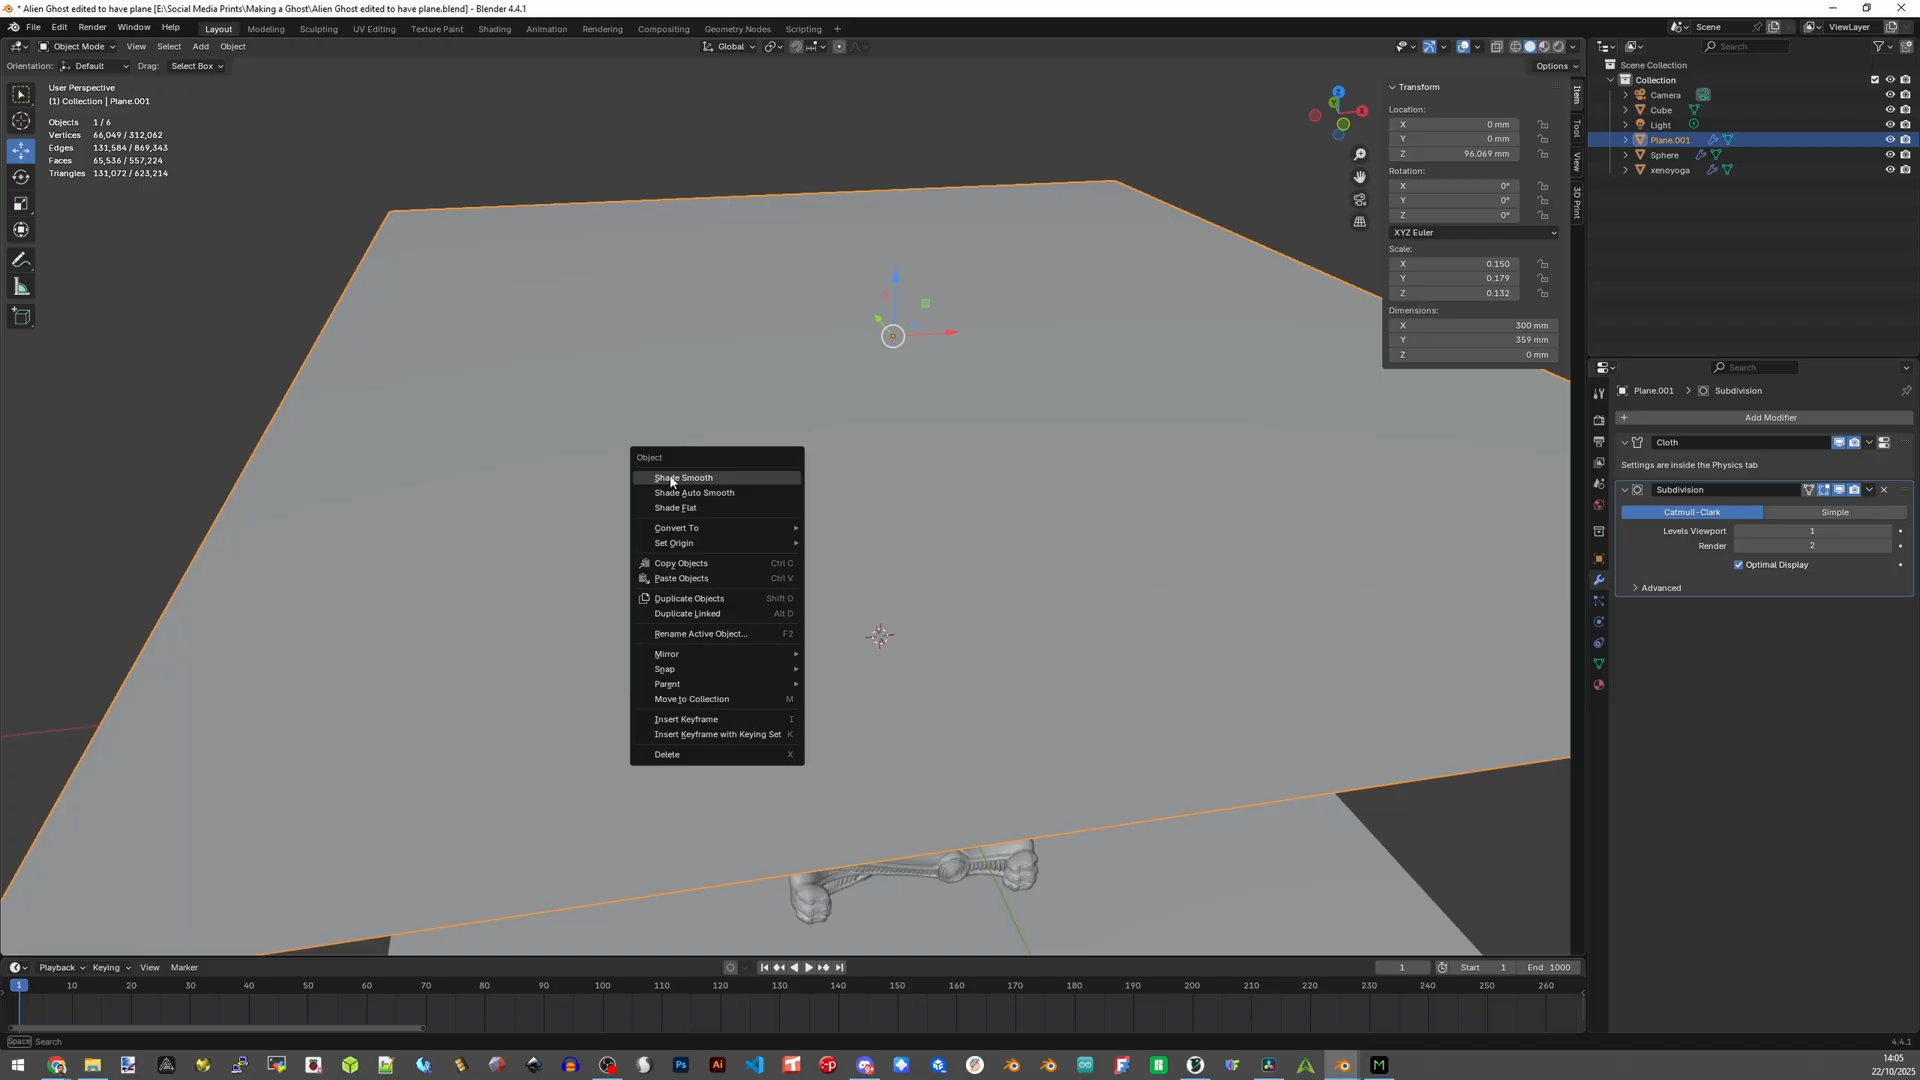 * Alien Ghost edited to have plane [E:\Social Media Prints\Making a Ghost\Alien Ghost edited to have plane.blend] - Blender 4.4.1
File Edit Render Window Help Layout Modeling Sculpting UV Editing Texture Paint Shading Animation Rendering Compositing Geometry Nodes Scripting + Scene ViewLayer
Object Mode View Select Add Object Global Search
Orientation: Default Drag: Select Box Options
User Perspective
(1) Collection | Plane.001
Objects 1 / 6
Vertices 66,049 / 312,062
Edges 131,584 / 869,343
Faces 65,536 / 557,224
Triangles 131,072 / 623,214
Z
X
Y
Transform
Location:
X 0 mm
Y 0 mm
Z 96.069 mm
Rotation:
X 0°
Y 0°
Z 0°
XYZ Euler
Scale:
X 0.150
Y 0.179
Z 0.132
Dimensions:
X 300 mm
Y 359 mm
Z 0 mm
Item
Tool
View
3D Print
Scene Collection
Collection
Camera
Cube
Light
Plane.001
Sphere
xenoyoga
Search
Plane.001 > Subdivision
+ Add Modifier
Cloth
Settings are inside the Physics tab
Subdivision
Catmull-Clark Simple
Levels Viewport 1
Render 2
Optimal Display
Advanced
Object
Shade Smooth
Shade Auto Smooth
Shade Flat
Convert To
Set Origin
Copy Objects Ctrl C
Paste Objects Ctrl V
Duplicate Objects Shift D
Duplicate Linked Alt D
Rename Active Object... F2
Mirror
Snap
Parent
Move to Collection M
Insert Keyframe I
Insert Keyframe with Keying Set K
Delete X
Playback Keying View Marker 1 Start 1 End 1000
1 10 20 30 40 50 60 70 80 90 100 110 120 130 140 150 160 170 180 190 200 210 220 230 240 250 260
Space Search 4.4.1
Ps Ai M
14:05
22/10/2025